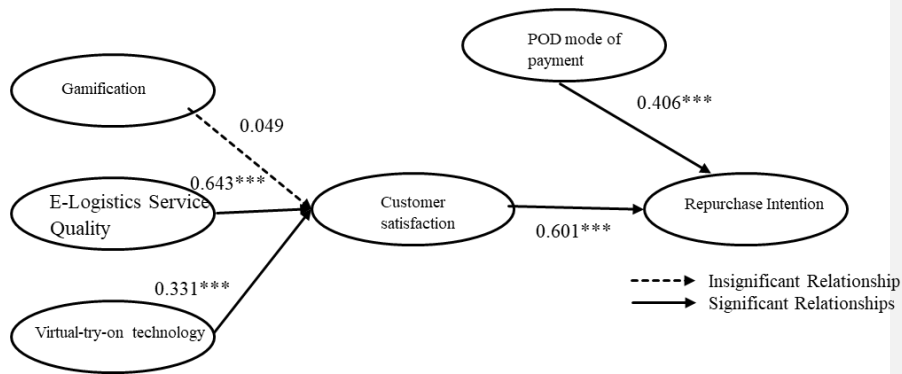 POD mode of
payment
Gamification
0.406***
0.049
0.643***
E-Logistics Service
Quality
Customer
satisfaction
Repurchase Intention
0.601***
0.331***
Insignificant Relationship
Significant Relationships
Virtual-try-on technology